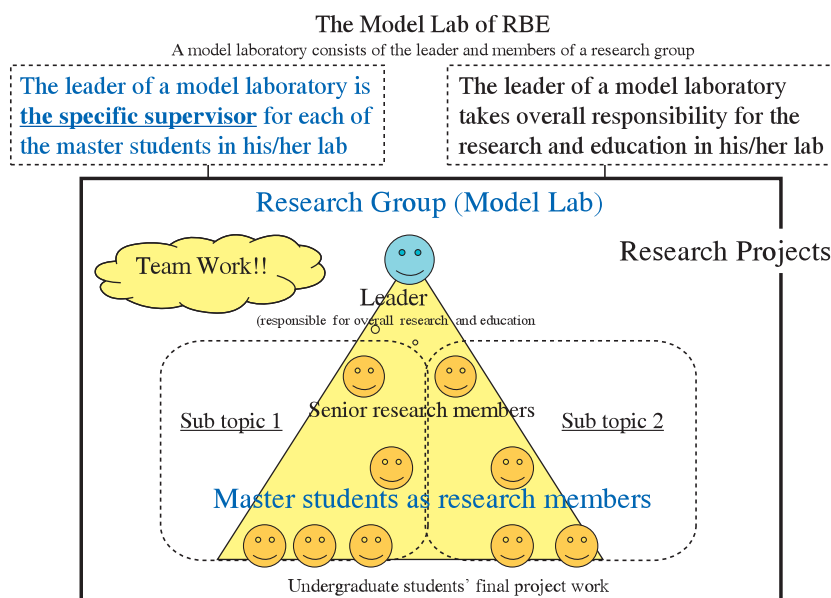 The Model Lab of RBE
A model laboratory consists of the leader and members of a research group
The leader of a model laboratory is
the specific supervisor for each of
the master students in his/her lab
The leader of a model laboratory
takes overall responsibility for the
research and education in his/her lab
Research Group (Model Lab)
Team Work!!
Research Projects
Leader
(responsible for overall research and education
Senior research members
Sub topic 1
Sub topic 2
Master students as research members
Undergraduate students' final project work